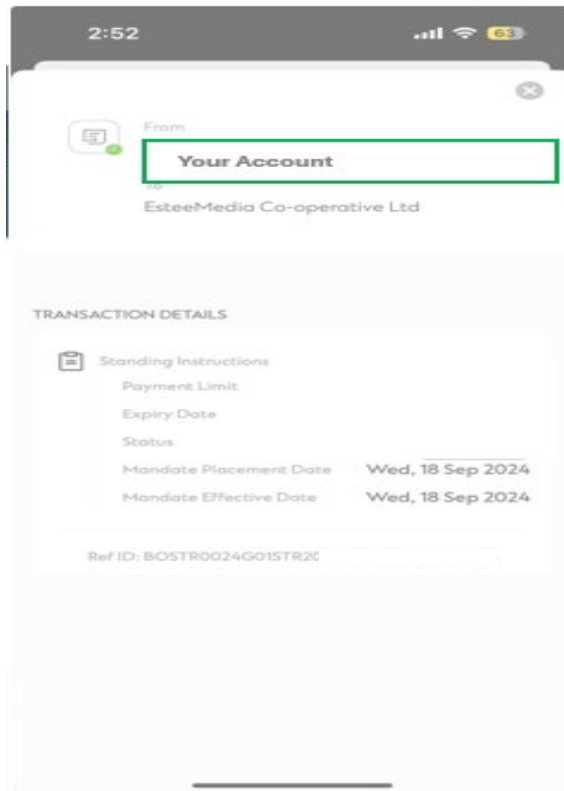 2:52
63
From
Your Account
To
EsteeMedia Co-operative Ltd
TRANSACTION DETAILS
Standing Instructions
Payment Limit
Expiry Date
Status
Mandate Placement Date Wed, 18 Sep 2024
Mandate Effective Date Wed, 18 Sep 2024
Ref ID: BOSTR0024G01STR20